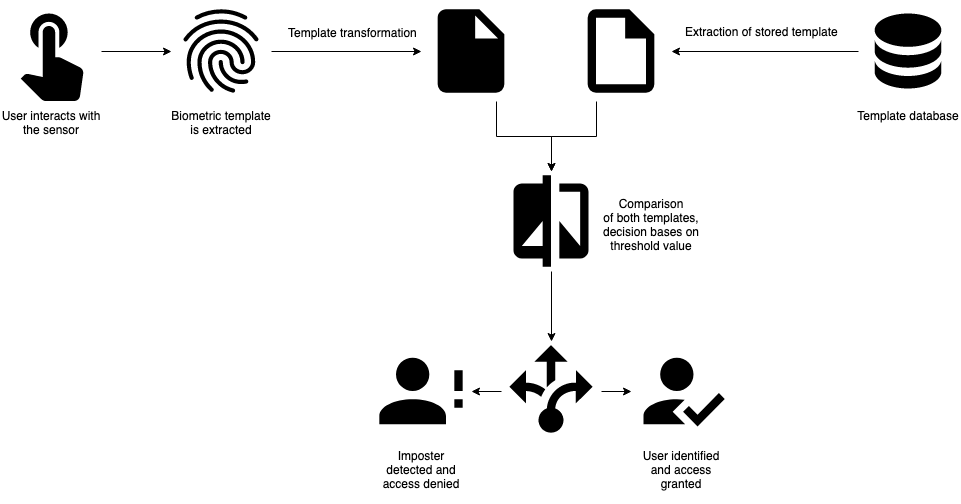 Template transformation
Extraction of stored template
User interacts with
the sensor
Biometric template
is extracted
Template database
Comparison
of both templates,
decision bases on
threshold value
Imposter
detected and
access denied
User identified
and access
granted